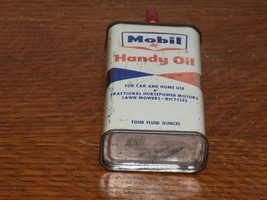 Mobil
Handy Oil
FOR CAR AND HOME USE
FRACTIONAL HORSEPOWER MOTORS
LAWN-MOWERS - BICYCLES
FOUR FLUID OUNCES